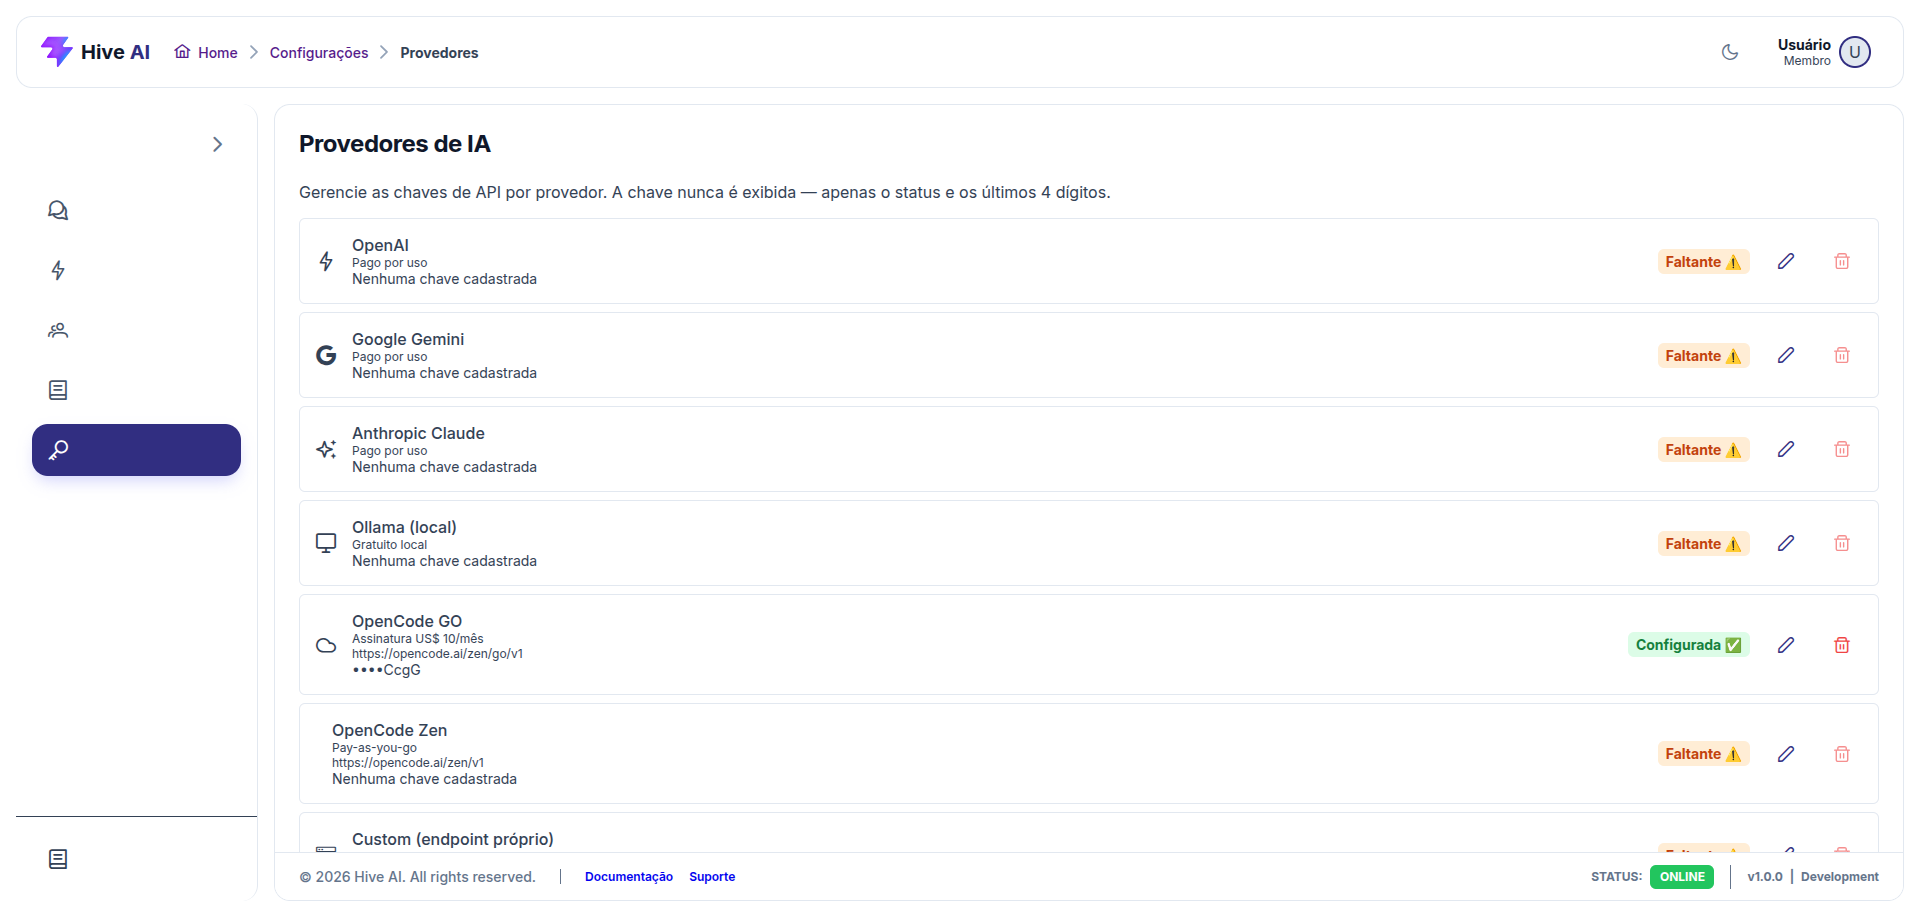 Hive AI
Home
Configurações
Provedores
Usuário
Membro
U
Provedores de IA
Gerencie as chaves de API por provedor. A chave nunca é exibida — apenas o status e os últimos 4 dígitos.
OpenAI
Pago por uso
Nenhuma chave cadastrada
Faltante ⚠️
Google Gemini
Pago por uso
Nenhuma chave cadastrada
Faltante ⚠️
Anthropic Claude
Pago por uso
Nenhuma chave cadastrada
Faltante ⚠️
Ollama (local)
Gratuito local
Nenhuma chave cadastrada
Faltante ⚠️
OpenCode GO
Assinatura US$ 10/mês
https://opencode.ai/zen/go/v1
••••CcgG
Configurada ✅
OpenCode Zen
Pay-as-you-go
https://opencode.ai/zen/v1
Nenhuma chave cadastrada
Faltante ⚠️
Custom (endpoint próprio)
Faltante ⚠️
© 2026 Hive AI. All rights reserved.
Documentação
Suporte
STATUS: ONLINE
v1.0.0 | Development